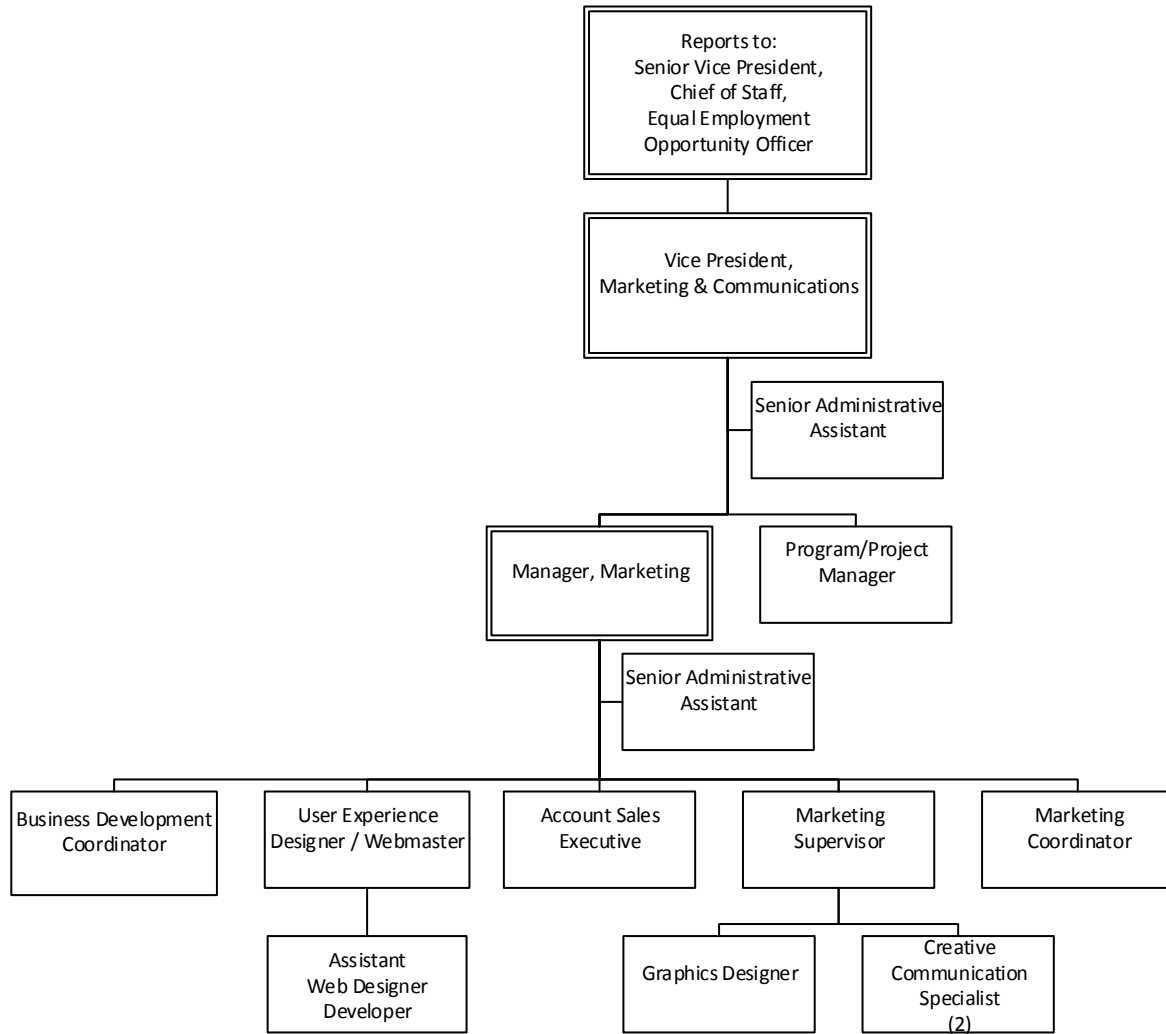 Reports to:
Senior Vice President,
Chief of Staff,
Equal Employment
Opportunity Officer
Vice President,
Marketing & Communications
Senior Administrative
Assistant
Manager, Marketing
Program/Project
Manager
Senior Administrative
Assistant
Business Development
Coordinator
User Experience
Designer / Webmaster
Account Sales
Executive
Marketing
Supervisor
Marketing
Coordinator
Assistant
Web Designer
Developer
Graphics Designer
Creative
Communication
Specialist
(2)